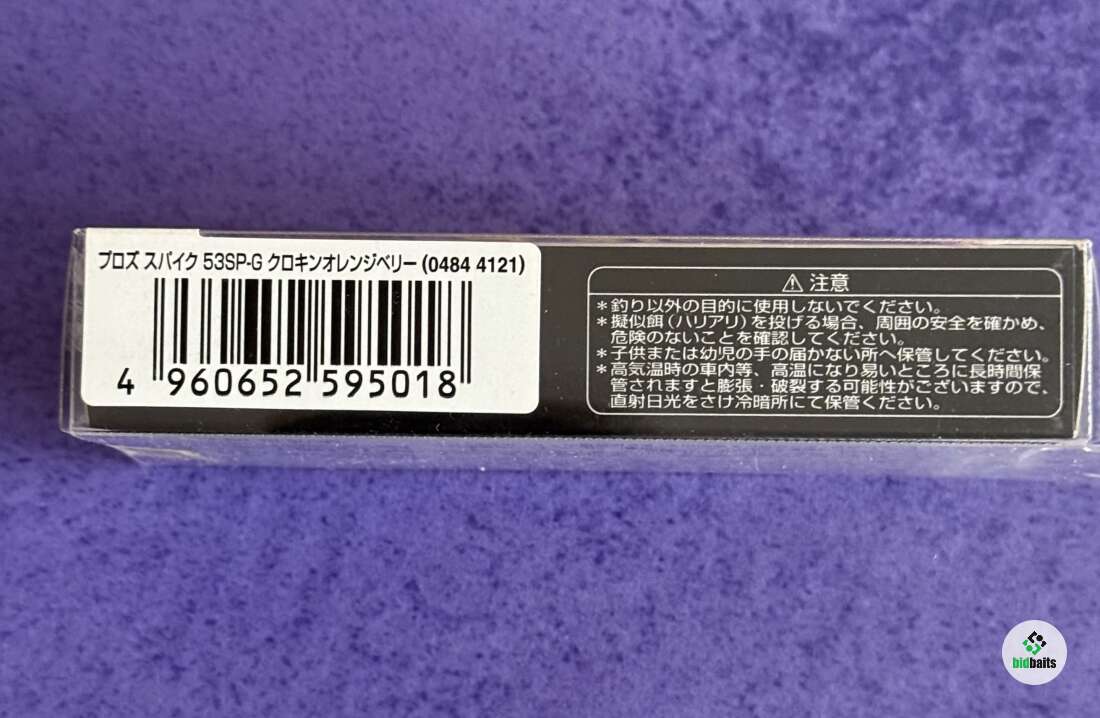 プロズ スパイク 53SP-G クロキンオレンジベリー (0484 4121)
4 960652 595018
⚠ 注意
*釣り以外の目的に使用しないでください。
*擬似餌(ハリアリ)を投げる場合、周囲の安全を確かめ、
危険のないことを確認してください。
*子供または幼児の手の届かない所へ保管してください。
*高気温時の車内等、高温になり易いところに長時間保
管されますと膨張・破裂する可能性がございますので、
直射日光をさけ冷暗所にて保管ください。
bidbaits